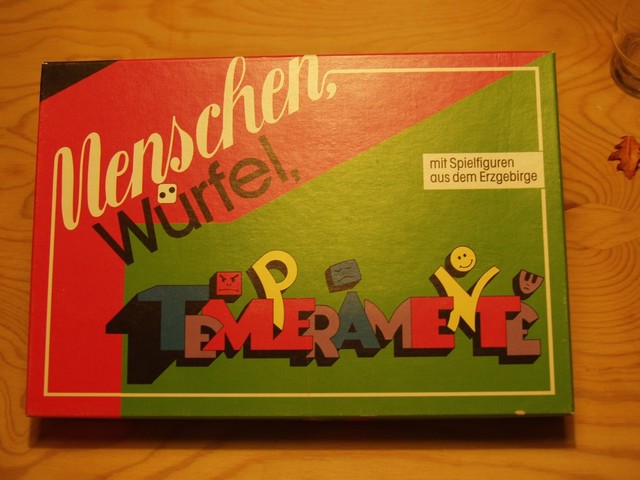 Menschen,
Würfel,
mit Spielfiguren
aus dem Erzgebirge
TEMPERAMENTE